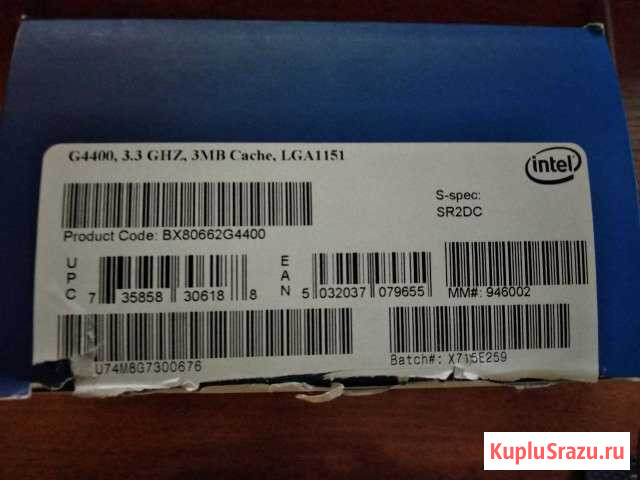 G4400, 3.3 GHZ, 3MB Cache, LGA1151
intel
S-spec:
SR2DC
Product Code: BX80662G4400
UPC
7 35858 30618 8
EAN
5 032037 079655
MM#: 946002
U74M8G7300676
Batch#: X715E259
KupluSrazu.ru